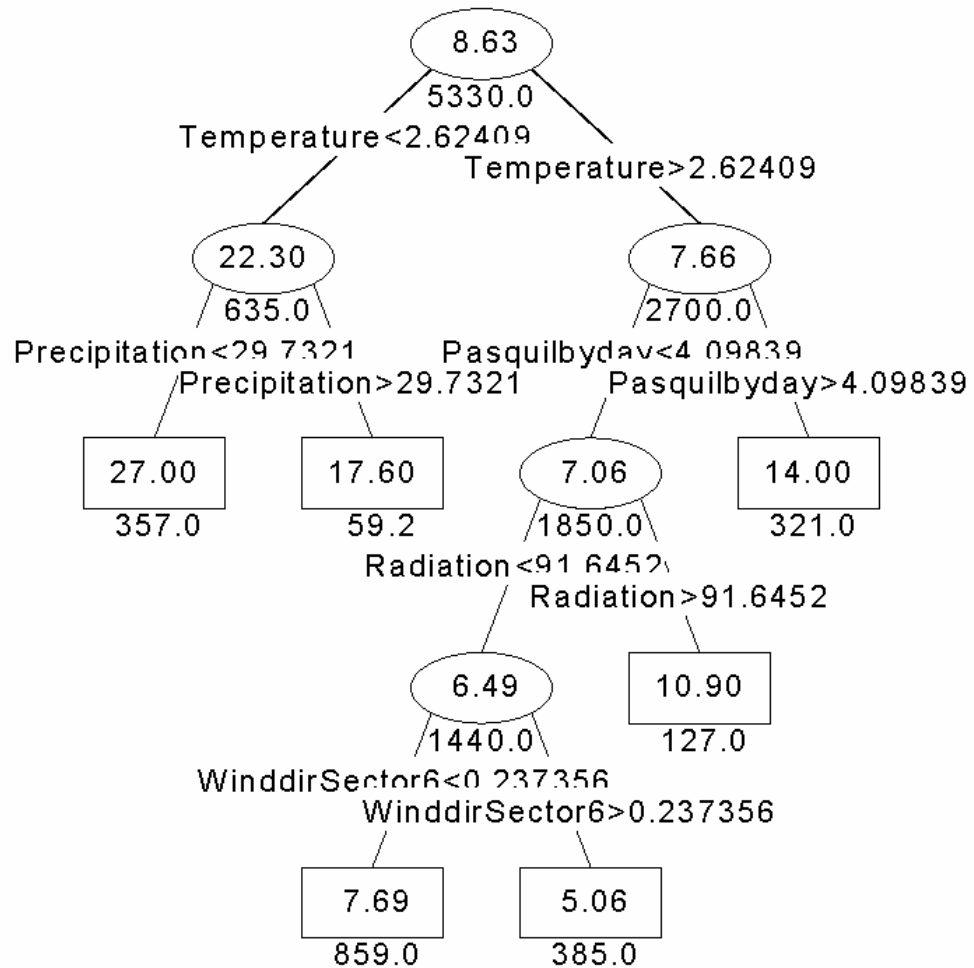 8.63
5330.0
Temperature<2.62409
Temperature>2.62409
22.30
7.66
635.0
2700.0
Precipitation<29.7321
Pasquilbyday<4.09839
Precipitation>29.7321
Pasquilbyday>4.09839
27.00
17.60
7.06
14.00
357.0
59.2
1850.0
321.0
Radiation<91.6452
Radiation>91.6452
6.49
10.90
1440.0
127.0
WinddirSector6<0.237356
WinddirSector6>0.237356
7.69
5.06
859.0
385.0